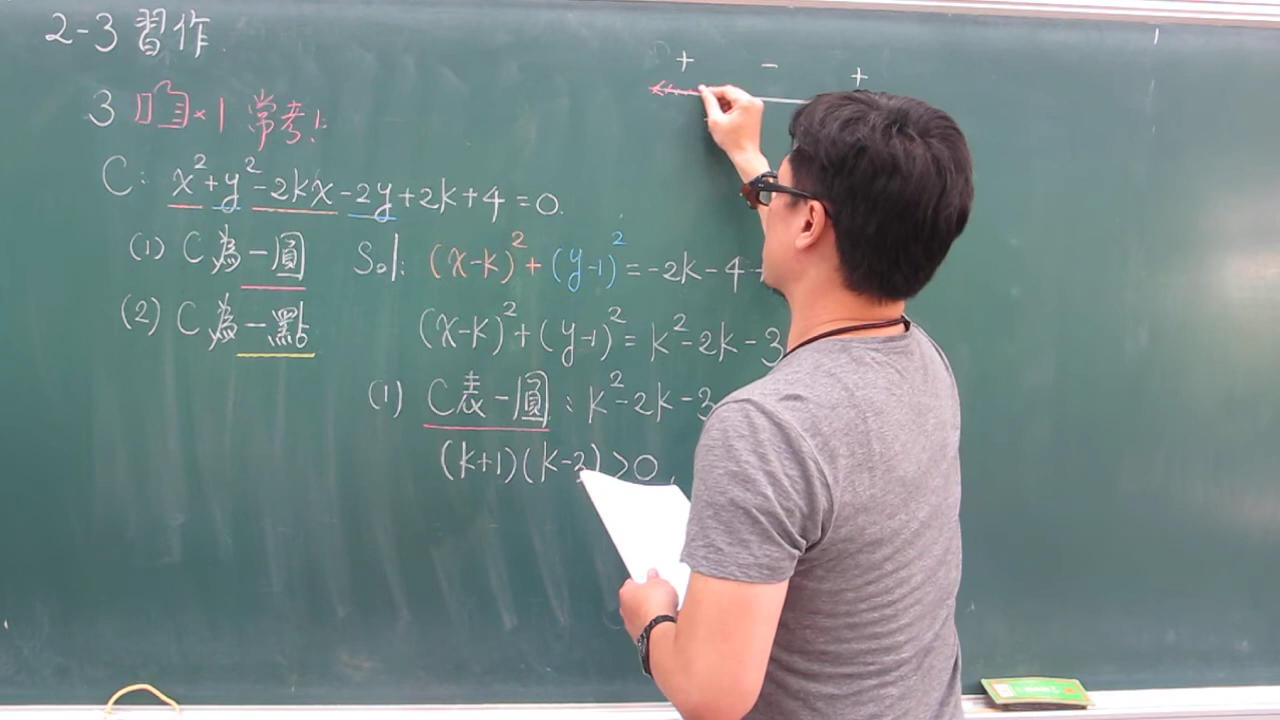 2-3 習作
+ - +
3 ×1 常考!
C: x²+y²-2kx-2y+2k+4=0.
(1) C為一圓 Sol: (x-k)²+(y-1)²=-2k-4
(2) C為一點 (x-k)²+(y-1)²=k²-2k-3
(1) C表一圓: k²-2k-3
(k+1)(k-3)>0,